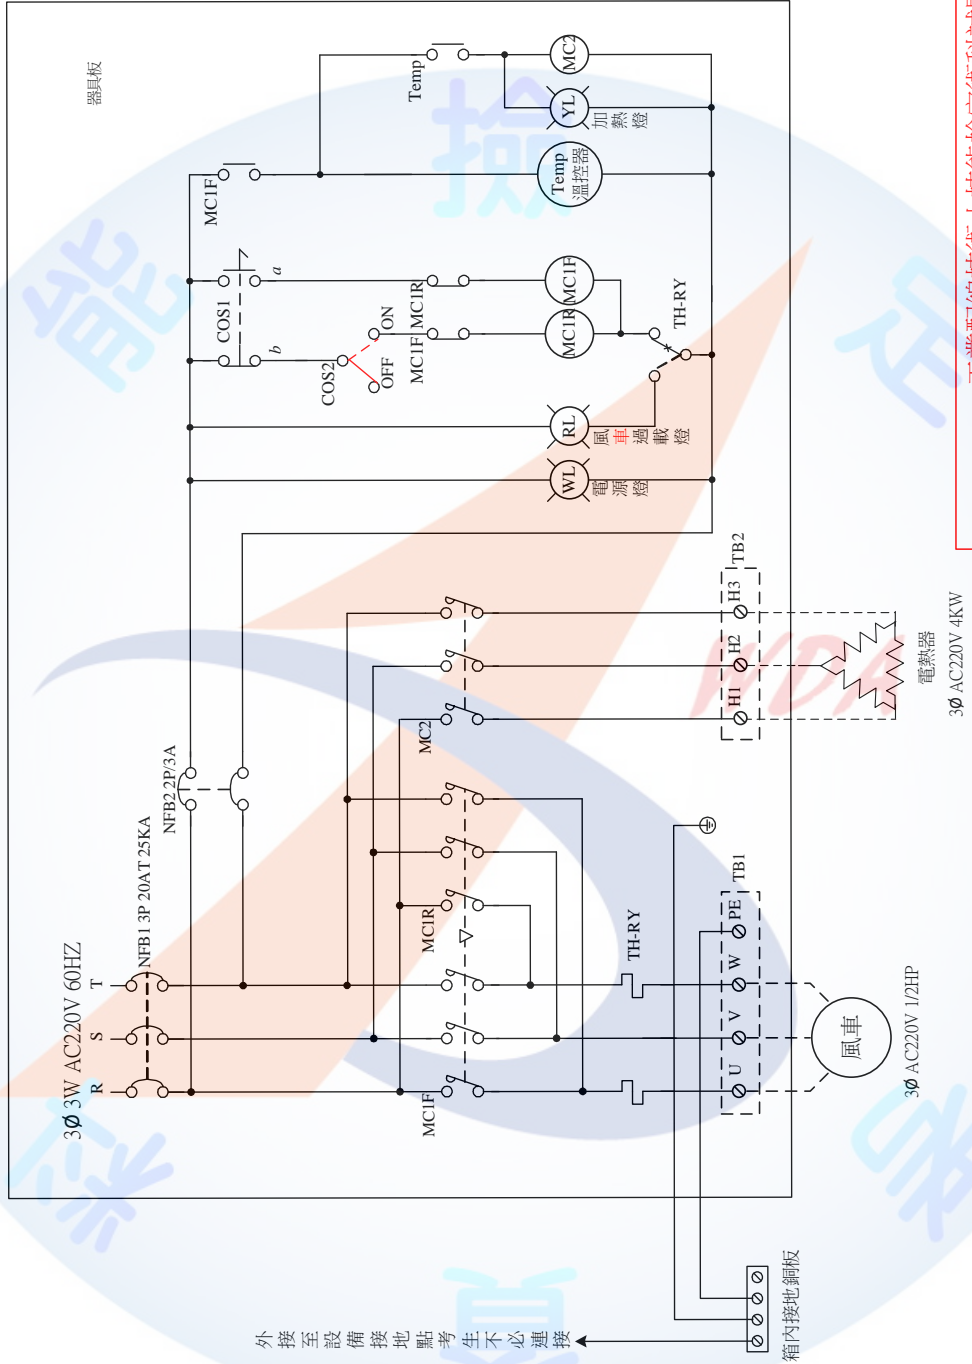 器具板
3Ø 3W AC220V 60HZ
R
S
T
NFB1 3P 20AT 25KA
NFB2 2P/3A
MC1F
MC1R
MC2
TH-RY
TB1
U
V
W
PE
TB2
H1
H2
H3
風車
3Ø AC220V 1/2HP
電熱器
3Ø AC220V 4KW
WL
電源燈
RL
風車過載燈
COS1
b
a
COS2
OFF
ON
MC1F
MC1R
MC1R
MC1F
TH-RY
MC1F
Temp
Temp
溫控器
YL
加熱燈
MC2
外接至設備接地點考生不必連接
箱內接地銅板
WDA